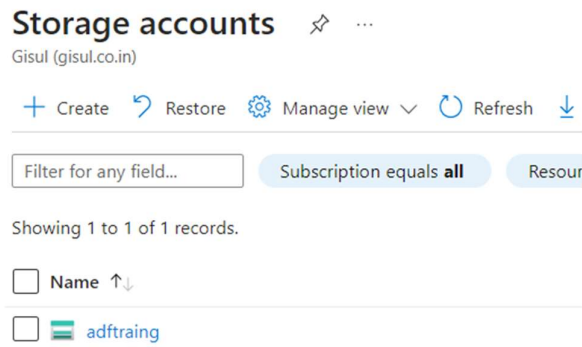 Storage accounts
Gisul (gisul.co.in)
Create Restore Manage view Refresh
Filter for any field... Subscription equals all Resour
Showing 1 to 1 of 1 records.
Name
adftraing